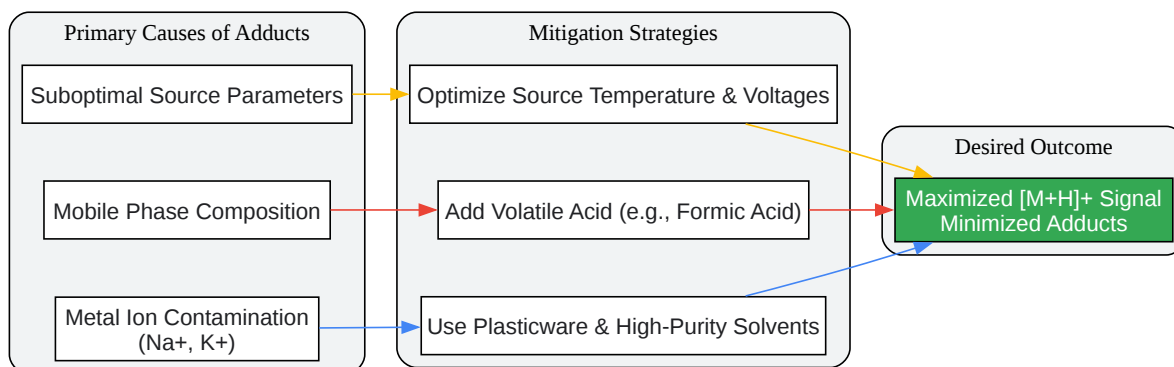 Primary Causes of Adducts
Suboptimal Source Parameters
Mobile Phase Composition
Metal Ion Contamination
(Na+, K+)
Mitigation Strategies
Optimize Source Temperature & Voltages
Add Volatile Acid (e.g., Formic Acid)
Use Plasticware & High-Purity Solvents
Desired Outcome
Maximized [M+H]+ Signal
Minimized Adducts